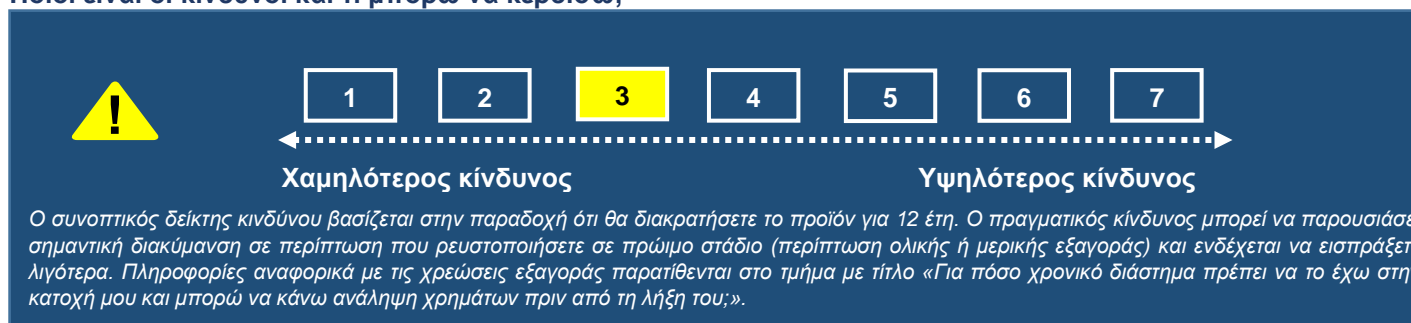 ! 1 2 3 4 5 6 7
Χαμηλότερος κίνδυνος Υψηλότερος κίνδυνος
Ο συνοπτικός δείκτης κινδύνου βασίζεται στην παραδοχή ότι θα διακρατήσετε το προϊόν για 12 έτη. Ο πραγματικός κίνδυνος μπορεί να παρουσιάσε
σημαντική διακύμανση σε περίπτωση που ρευστοποιήσετε σε πρώιμο στάδιο (περίπτωση ολικής ή μερικής εξαγοράς) και ενδέχεται να εισπράξετ
λιγότερα. Πληροφορίες αναφορικά με τις χρεώσεις εξαγοράς παρατίθενται στο τμήμα με τίτλο «Για πόσο χρονικό διάστημα πρέπει να το έχω στη
κατοχή μου και μπορώ να κάνω ανάληψη χρημάτων πριν από τη λήξη του;».